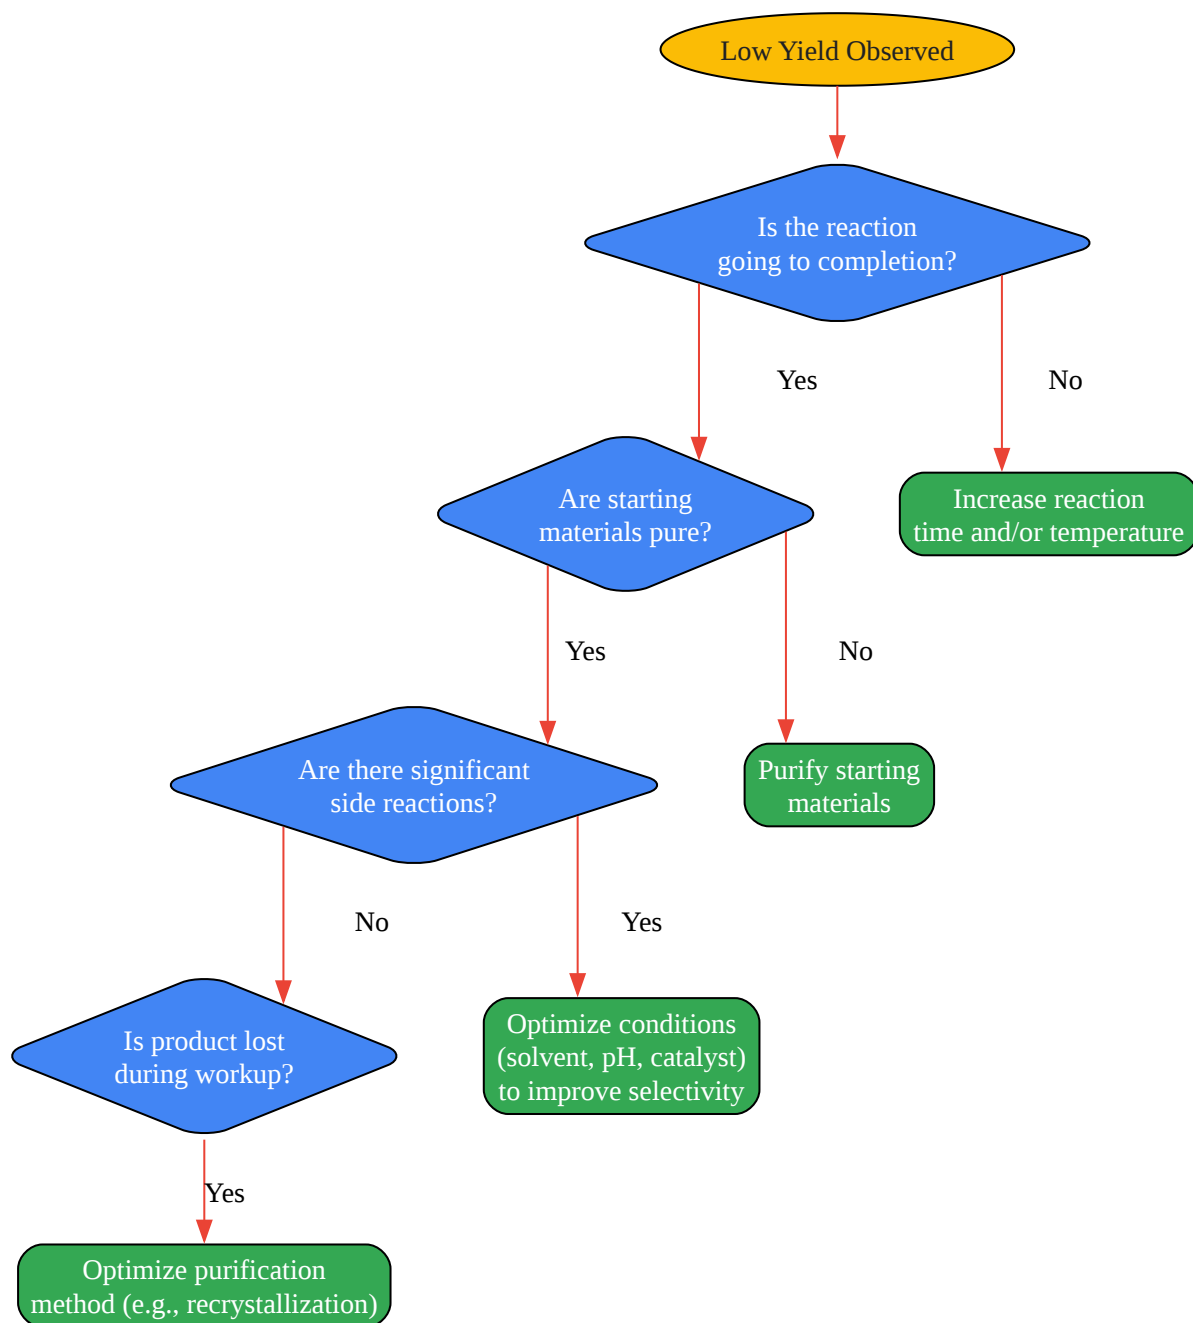 Low Yield Observed
Is the reaction
going to completion?
Yes
No
Are starting
materials pure?
Increase reaction
time and/or temperature
Yes
No
Are there significant
side reactions?
Purify starting
materials
No
Yes
Is product lost
during workup?
Optimize conditions
(solvent, pH, catalyst)
to improve selectivity
Yes
Optimize purification
method (e.g., recrystallization)